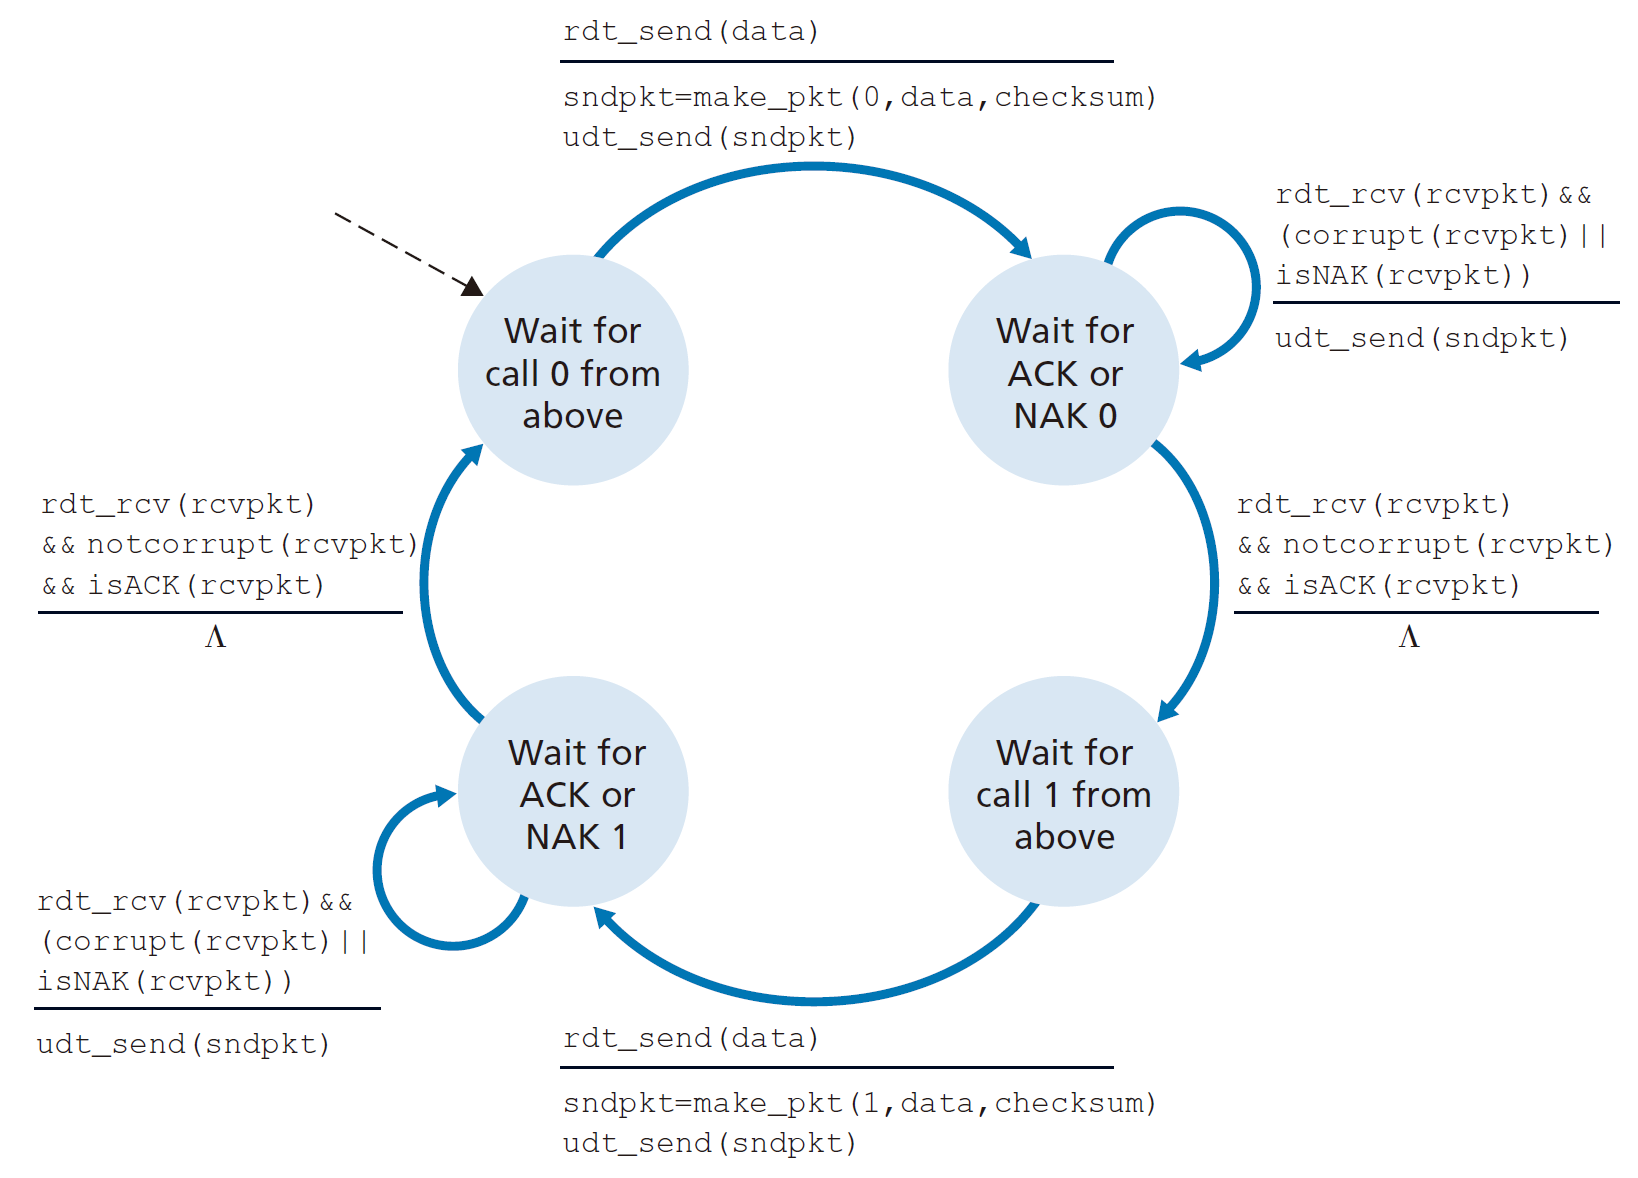 rdt_send(data)
sndpkt=make_pkt(0,data,checksum)
udt_send(sndpkt)
rdt_rcv(rcvpkt)&&
(corrupt(rcvpkt)||
isNAK(rcvpkt))
udt_send(sndpkt)
Wait for
call 0 from
above
Wait for
ACK or
NAK 0
rdt_rcv(rcvpkt)
&& notcorrupt(rcvpkt)
&& isACK(rcvpkt)
Λ
rdt_rcv(rcvpkt)
&& notcorrupt(rcvpkt)
&& isACK(rcvpkt)
Λ
Wait for
ACK or
NAK 1
Wait for
call 1 from
above
rdt_rcv(rcvpkt)&&
(corrupt(rcvpkt)||
isNAK(rcvpkt))
udt_send(sndpkt)
rdt_send(data)
sndpkt=make_pkt(1,data,checksum)
udt_send(sndpkt)